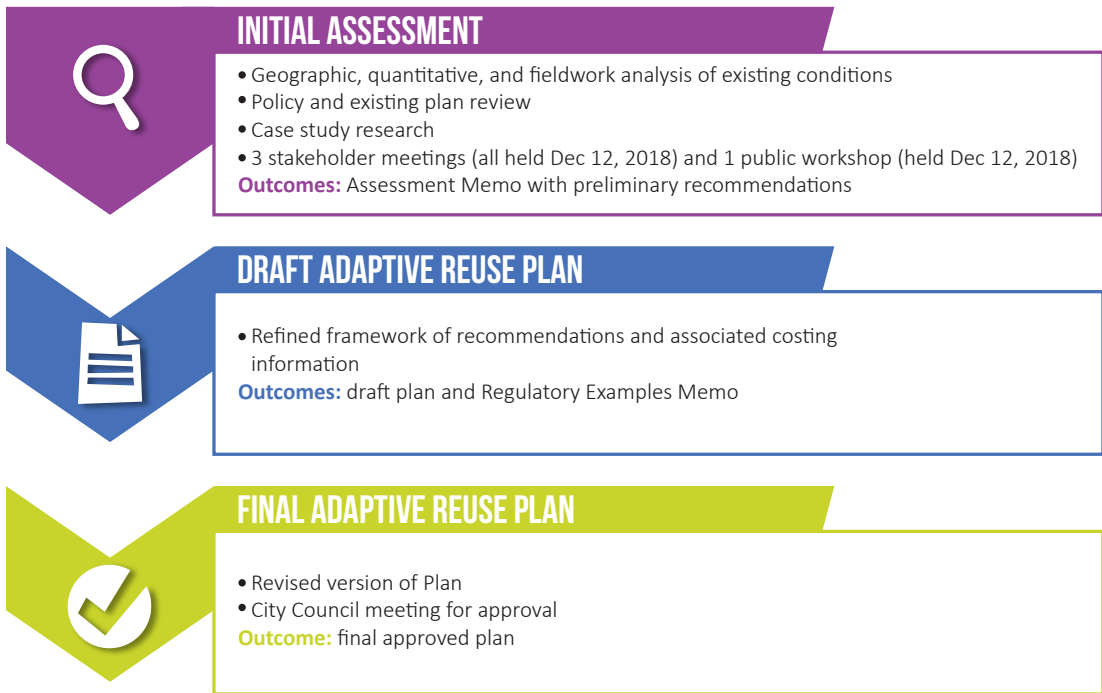 INITIAL ASSESSMENT
• Geographic, quantitative, and fieldwork analysis of existing conditions
• Policy and existing plan review
• Case study research
• 3 stakeholder meetings (all held Dec 12, 2018) and 1 public workshop (held Dec 12, 2018)
Outcomes: Assessment Memo with preliminary recommendations
DRAFT ADAPTIVE REUSE PLAN
• Refined framework of recommendations and associated costing
information
Outcomes: draft plan and Regulatory Examples Memo
FINAL ADAPTIVE REUSE PLAN
• Revised version of Plan
• City Council meeting for approval
Outcome: final approved plan